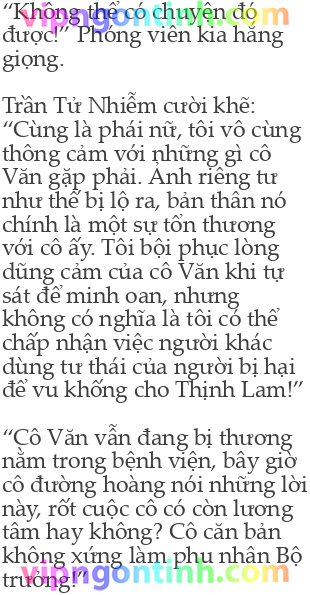 “Không thể có chuyện đó
được!” Phóng viên kia hắng
giọng.
Trần Tử Nhiễm cười khẽ:
“Cùng là phái nữ, tôi vô cùng
thông cảm với những gì cô
Văn gặp phải. Ảnh riêng tư
như thế bị lộ ra, bản thân nó
chính là một sự tổn thương
với cô ấy. Tôi bội phục lòng
dũng cảm của cô Văn khi tự
sát để minh oan, nhưng
không có nghĩa là tôi có thể
chấp nhận việc người khác
dùng tư thái của người bị hại
để vu khống cho Thịnh Lam!”
“Cô Văn vẫn đang bị thương
nằm trong bệnh viện, bây giờ
cô đường hoàng nói những lời
này, rốt cuộc cô có còn lương
tâm hay không? Cô căn bản
không xứng làm phu nhân Bộ
trưởng!”
vipngontinh.com
vipngontinh.com